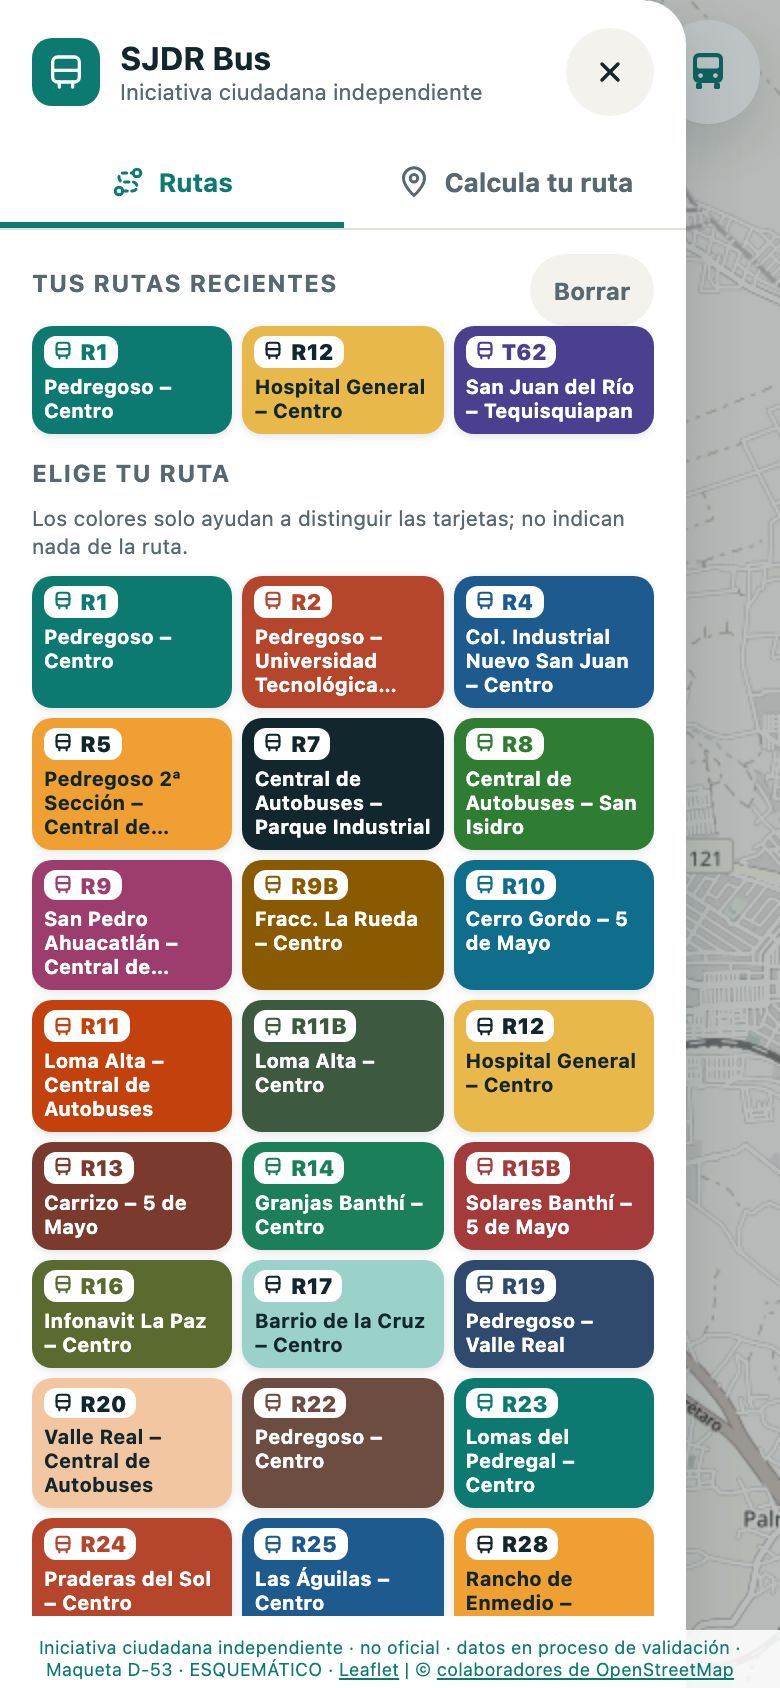 SJDR Bus
Iniciativa ciudadana independiente
Rutas
Calcula tu ruta
TUS RUTAS RECIENTES
Borrar
R1
Pedregoso –
Centro
R12
Hospital General
– Centro
T62
San Juan del Río
– Tequisquiapan
ELIGE TU RUTA
Los colores solo ayudan a distinguir las tarjetas; no indican
nada de la ruta.
R1
Pedregoso –
Centro
R2
Pedregoso –
Universidad
Tecnológica...
R4
Col. Industrial
Nuevo San Juan
– Centro
R5
Pedregoso 2ª
Sección –
Central de...
R7
Central de
Autobuses –
Parque Industrial
R8
Central de
Autobuses – San
Isidro
R9
San Pedro
Ahuacatlán –
Central de...
R9B
Fracc. La Rueda
– Centro
R10
Cerro Gordo – 5
de Mayo
R11
Loma Alta –
Central de
Autobuses
R11B
Loma Alta –
Centro
R12
Hospital General
– Centro
R13
Carrizo – 5 de
Mayo
R14
Granjas Banthí –
Centro
R15B
Solares Banthí –
5 de Mayo
R16
Infonavit La Paz
– Centro
R17
Barrio de la Cruz
– Centro
R19
Pedregoso –
Valle Real
R20
Valle Real –
Central de
Autobuses
R22
Pedregoso –
Centro
R23
Lomas del
Pedregal –
Centro
R24
Praderas del Sol
– Centro
R25
Las Águilas –
Centro
R28
Rancho de
Enmedio –
121
Iniciativa ciudadana independiente · no oficial · datos en proceso de validación ·
Maqueta D-53 · ESQUEMÁTICO · Leaflet | © colaboradores de OpenStreetMap